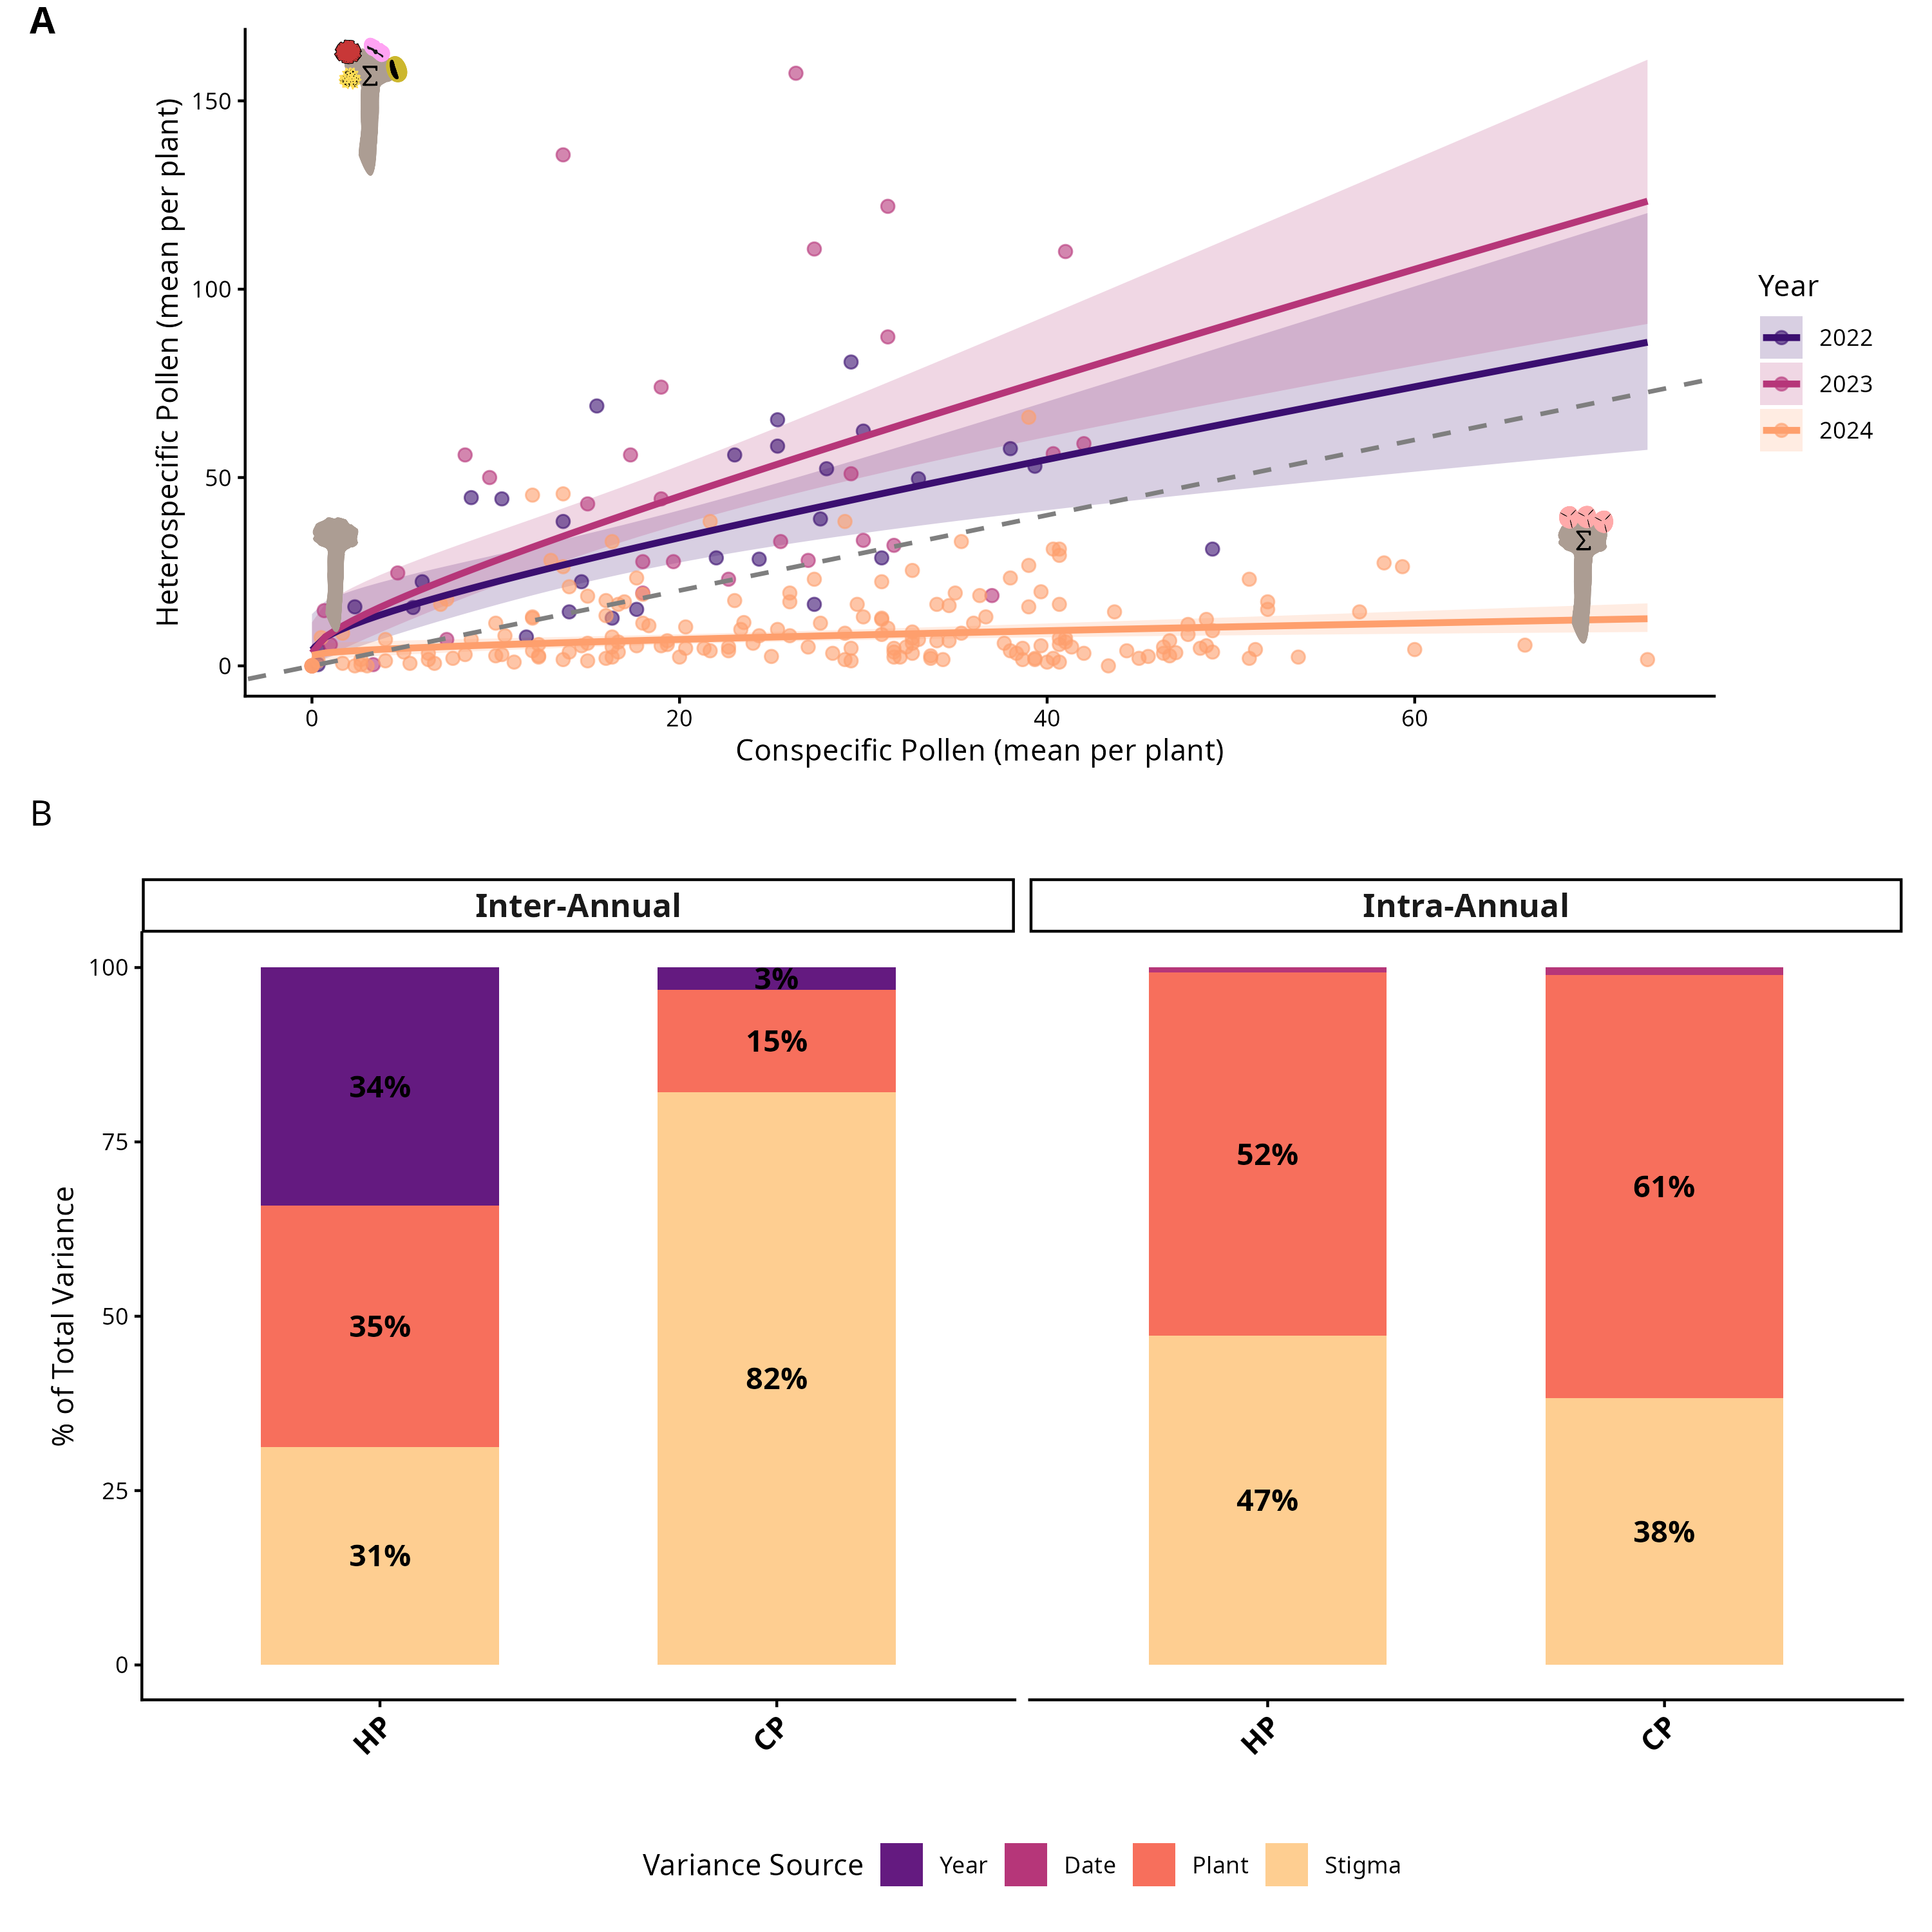 A
Σ
Heterospecific Pollen (mean per plant)
150
100
50
0
Σ
0 20 40 60
Conspecific Pollen (mean per plant)
Year
2022
2023
2024
B
Inter-Annual
Intra-Annual
% of Total Variance
100
75
50
25
0
34%
35%
31%
3%
15%
82%
52%
47%
61%
38%
HP
CP
HP
CP
Variance Source Year Date Plant Stigma